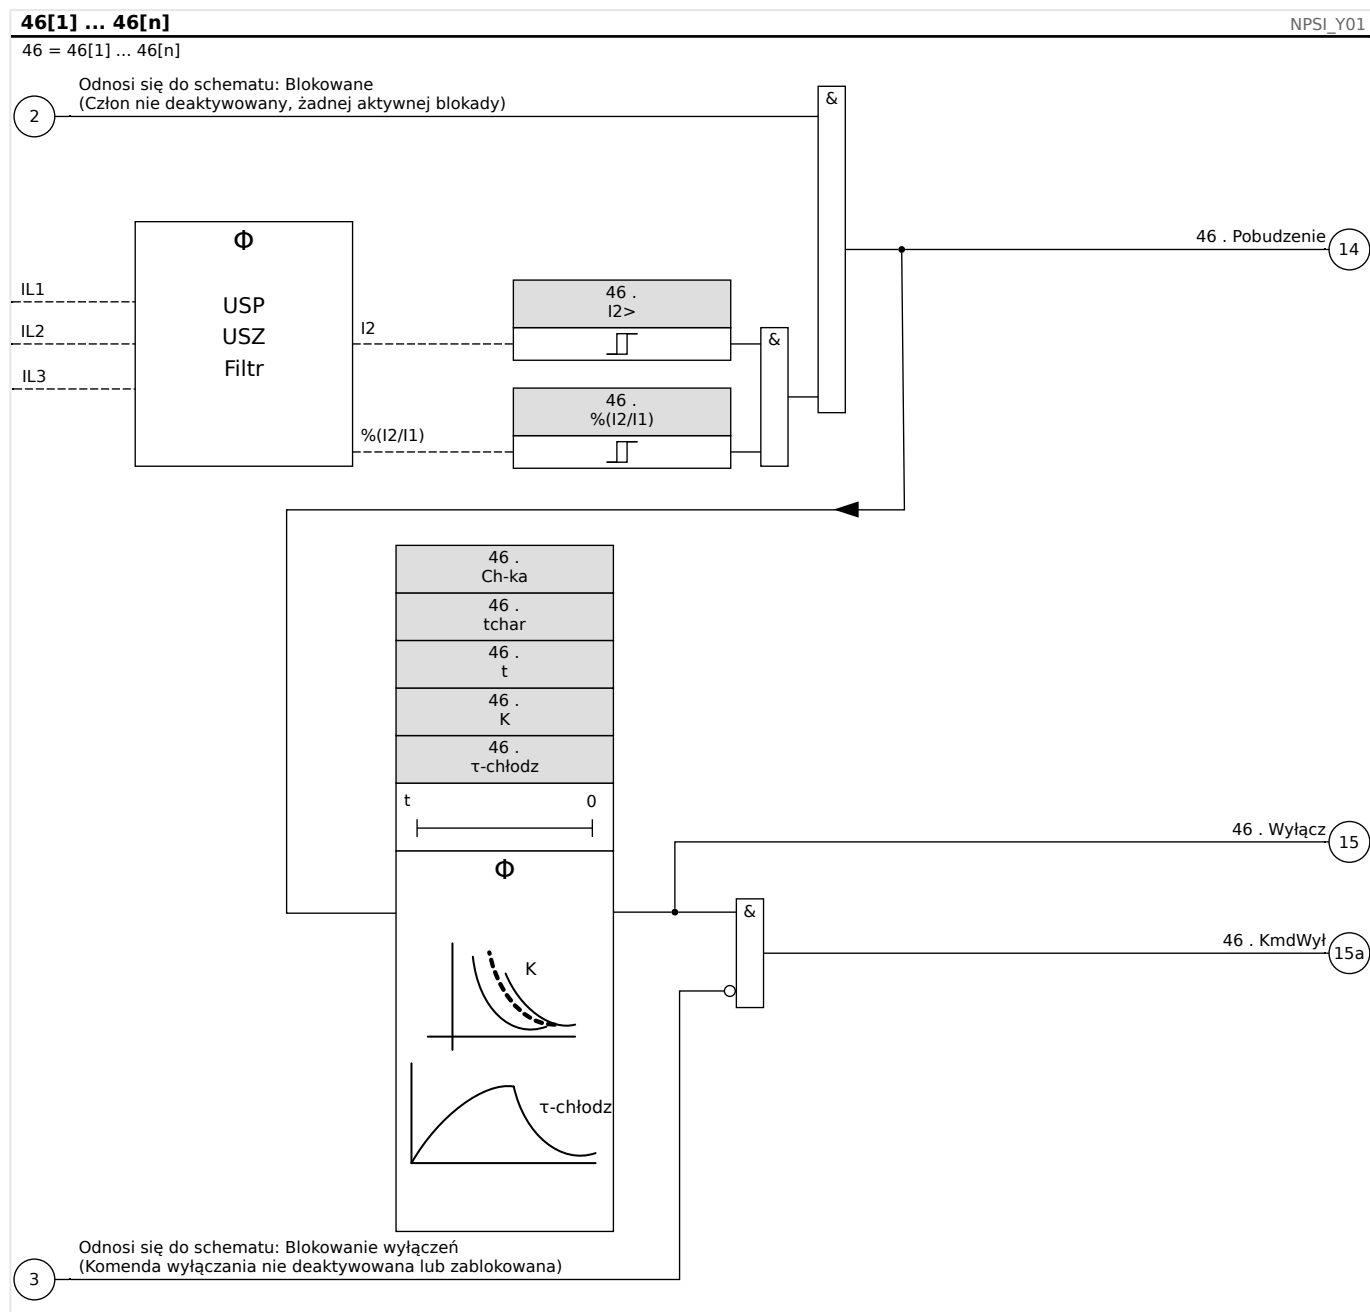 46[1] ... 46[n]
NPSI_Y01
46 = 46[1] ... 46[n]
Odnosi się do schematu: Blokowane
(Człon nie deaktywowany, żadnej aktywnej blokady)
2
&
Φ
USP
USZ
Filtr
IL1
IL2
IL3
I2
%(I2/I1)
46 .
I2>
46 .
%(I2/I1)
&
46 . Pobudzenie
14
46 .
Ch-ka
46 .
tchar
46 .
t
46 .
K
46 .
τ-chłodz
t
0
Φ
K
τ-chłodz
46 . Wyłącz
15
&
46 . KmdWył
15a
Odnosi się do schematu: Blokowanie wyłączeń
(Komenda wyłączania nie deaktywowana lub zablokowana)
3